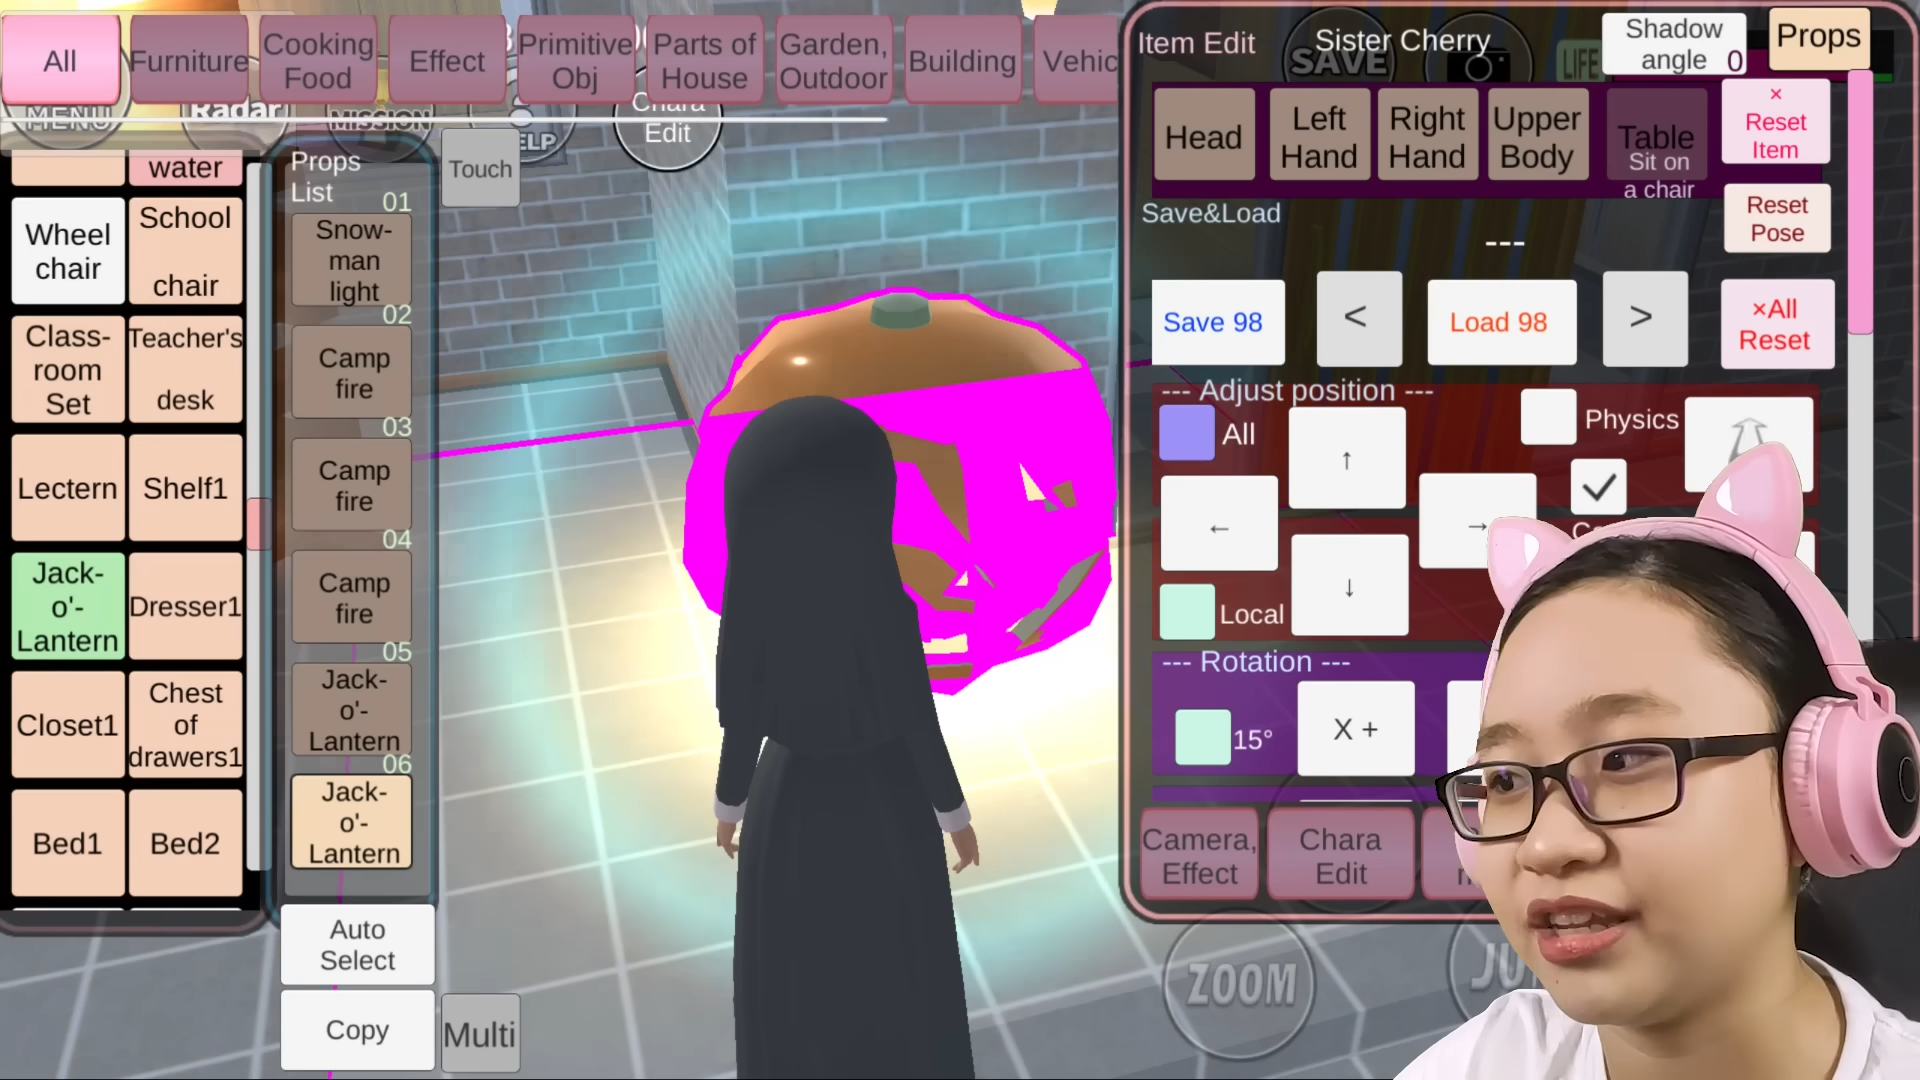 All
Furniture
Cooking
Food
Effect
Primitive
Obj
Parts of
House
Garden,
Outdoor
Building
Vehic
MENU
Radar
MISSION
ELP
Chara
Edit
water
Wheel
chair
School
chair
Class-
room
Set
Teacher's
desk
Lectern
Shelf1
Jack-
o'-
Lantern
Dresser1
Closet1
Chest
of
drawers1
Bed1
Bed2
Props
List
01
Snow-
man
light
02
Camp
fire
03
Camp
fire
04
Camp
fire
05
Jack-
o'-
Lantern
06
Jack-
o'-
Lantern
Auto
Select
Copy
Touch
Multi
Item Edit
Sister Cherry
SAVE
LIFE
Shadow
angle 0
Props
Head
Left
Hand
Right
Hand
Upper
Body
Table
Sit on
a chair
×
Reset
Item
Save&Load
---
Reset
Pose
Save 98
<
Load 98
>
×All
Reset
--- Adjust position ---
All
↑
Physics
←
→
↓
Local
--- Rotation ---
15°
X +
Camera,
Effect
Chara
Edit
ZOOM
JU